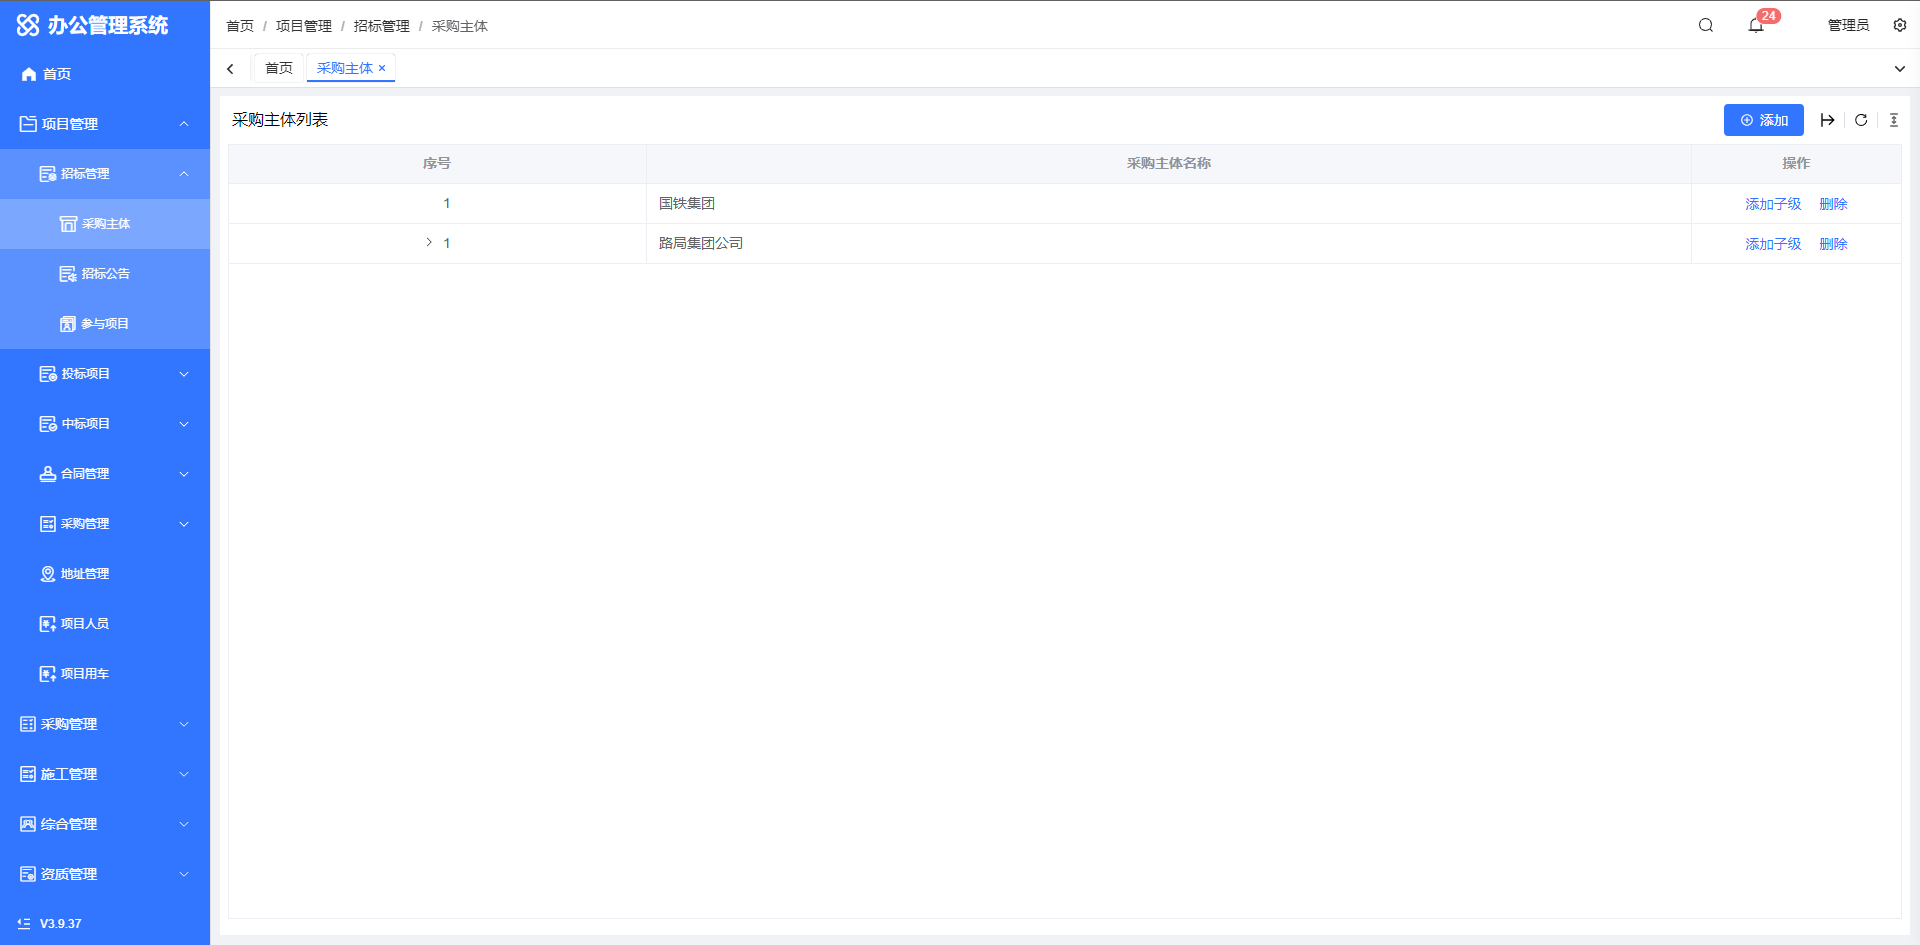 办公管理系统
首页 / 项目管理 / 招标管理 / 采购主体
24
管理员
首页
采购主体 ×
首页
项目管理
招标管理
采购主体
招标公告
参与项目
投标项目
中标项目
合同管理
采购管理
地址管理
项目人员
项目用车
采购管理
施工管理
综合管理
资质管理
V3.9.37
采购主体列表
添加
序号 采购主体名称 操作
1 国铁集团 添加子级 删除
1 路局集团公司 添加子级 删除